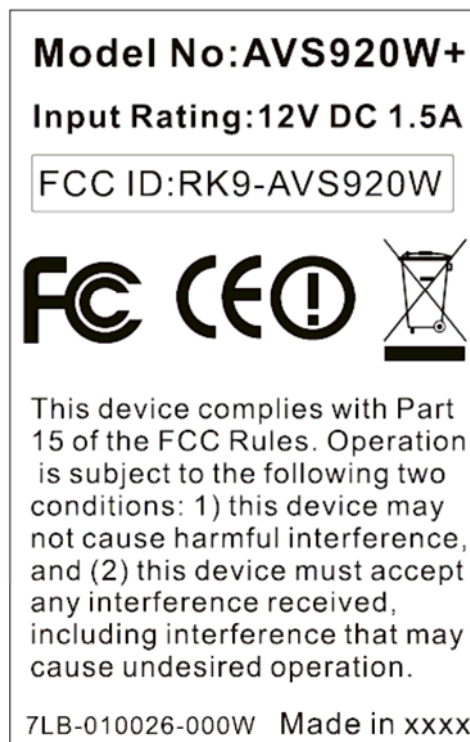 Model No:AVS920W+
Input Rating:12V DC 1.5A
FCC ID:RK9-AVS920W
FC CE
This device complies with Part
15 of the FCC Rules. Operation
is subject to the following two
conditions: 1) this device may
not cause harmful interference,
and (2) this device must accept
any interference received,
including interference that may
cause undesired operation.
7LB-010026-000W Made in xxxx